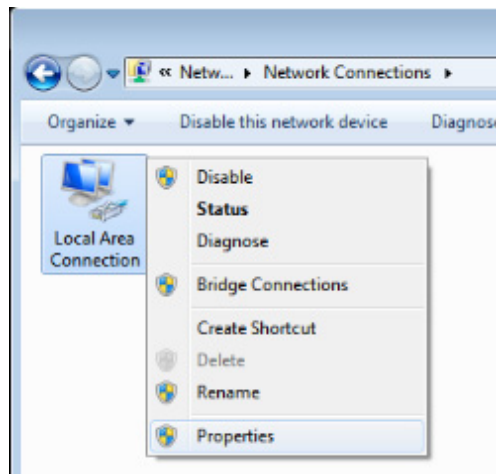 « Netw... ▸ Network Connections ▸
Organize ▾ Disable this network device Diagnose
Local Area
Connection
Disable
Status
Diagnose
Bridge Connections
Create Shortcut
Delete
Rename
Properties